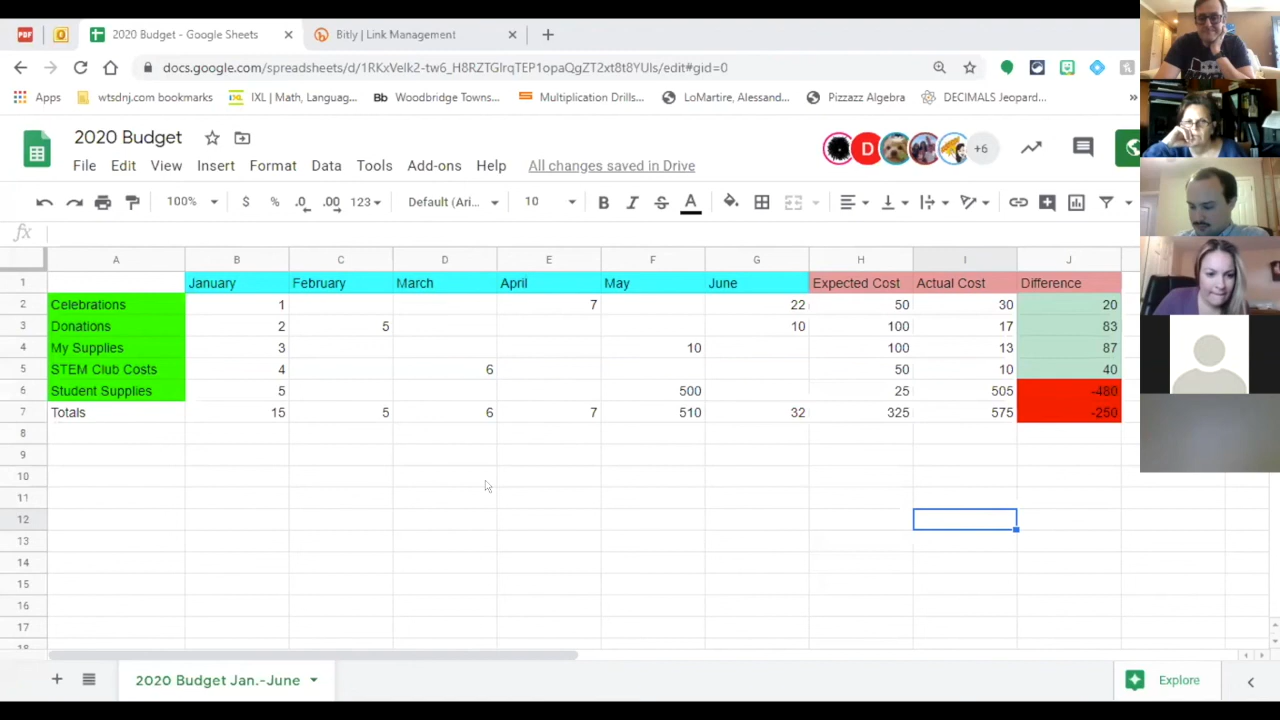 PDF 2020 Budget - Google Sheets Bitly | Link Management
docs.google.com/spreadsheets/d/1RKxVelk2-tw6_H8RZTGlrqTEP1opaQgZT2xt8t8YUls/edit#gid=0
Apps wtsdnj.com bookmarks IXL | Math, Languag... Bb Woodbridge Towns... Multiplication Drills... LoMartire, Alessand... Pizzazz Algebra DECIMALS Jeopard... »
2020 Budget
D +6
File Edit View Insert Format Data Tools Add-ons Help All changes saved in Drive
100% $ % .0 .00 123 Default (Ari... 10 B I S A
fx
A B C D E F G H I J
1 January February March April May June Expected Cost Actual Cost Difference
2 Celebrations 1 7 22 50 30 20
3 Donations 2 5 10 100 17 83
4 My Supplies 3 10 100 13 87
5 STEM Club Costs 4 6 50 10 40
6 Student Supplies 5 500 25 505 -480
7 Totals 15 5 6 7 510 32 325 575 -250
8
9
10
11
12
13
14
15
16
17
18
+ 2020 Budget Jan.-June Explore